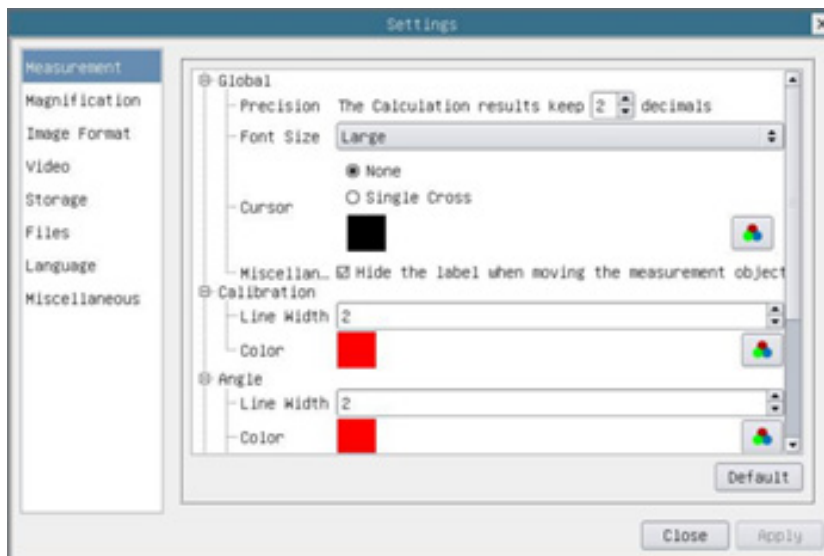 Settings
Measurement
Magnification
Image Format
Video
Storage
Files
Language
Miscellaneous
Global
Precision The Calculation results keep 2 decimals
Font Size Large
None
Single Cross
Cursor
Miscellan… Hide the label when moving the measurement object
Calibration
Line Width 2
Color
Angle
Line Width 2
Color
Default
Close Apply